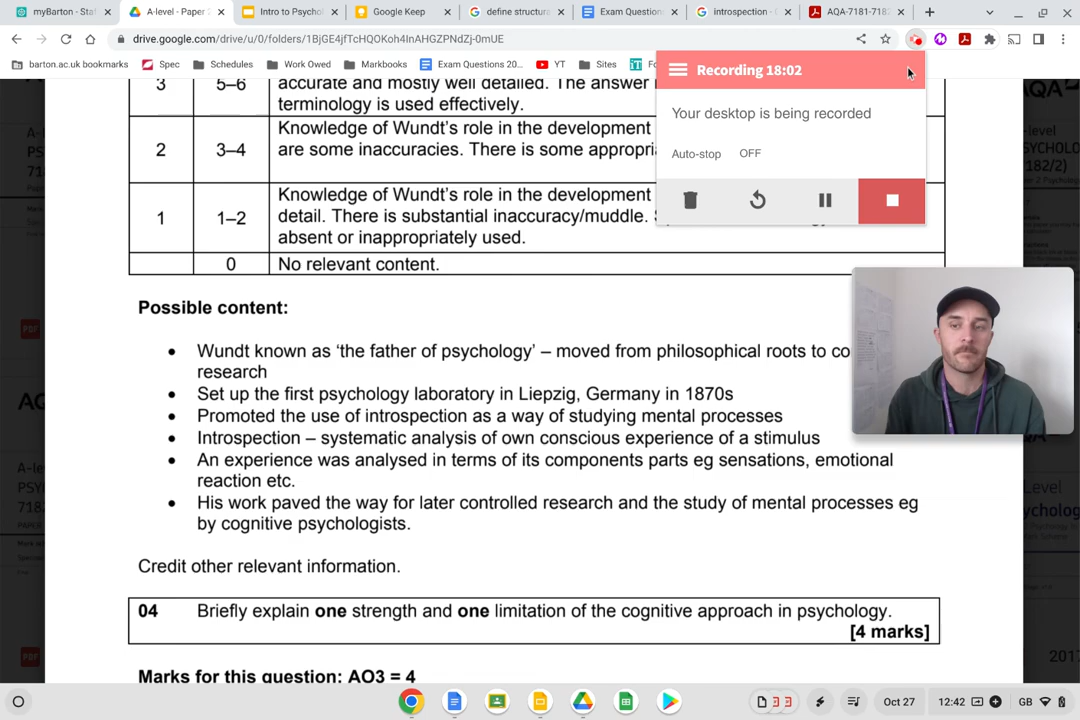 myBarton - Sta
A-level - Paper
Intro to Psychol
Google Keep
define structura
Exam Question
introspection -
AQA-7181-7182
drive.google.com/drive/u/0/folders/1BjGE4jfTcHQOKoh4InAHGZPNdZj-0mUE
barton.ac.uk bookmarks
Spec
Schedules
Work Owed
Markbooks
Exam Questions 20...
YT
Sites
Recording 18:02
Your desktop is being recorded
Auto-stop OFF
3 5–6 accurate and mostly well detailed. The answer
terminology is used effectively.
2 3–4 Knowledge of Wundt's role in the development
are some inaccuracies. There is some
1 1–2 Knowledge of Wundt's role in the development
detail. There is substantial inaccuracy/muddle.
absent or inappropriately used.
0 No relevant content.
Possible content:
• Wundt known as 'the father of psychology' – moved from philosophical roots to
research
• Set up the first psychology laboratory in Liepzig, Germany in 1870s
• Promoted the use of introspection as a way of studying mental processes
• Introspection – systematic analysis of own conscious experience of a stimulus
• An experience was analysed in terms of its components parts eg sensations, emotional
reaction etc.
• His work paved the way for later controlled research and the study of mental processes eg
by cognitive psychologists.
Credit other relevant information.
04 Briefly explain one strength and one limitation of the cognitive approach in psychology.
[4 marks]
Marks for this question: AO3 = 4
Oct 27
12:42
GB